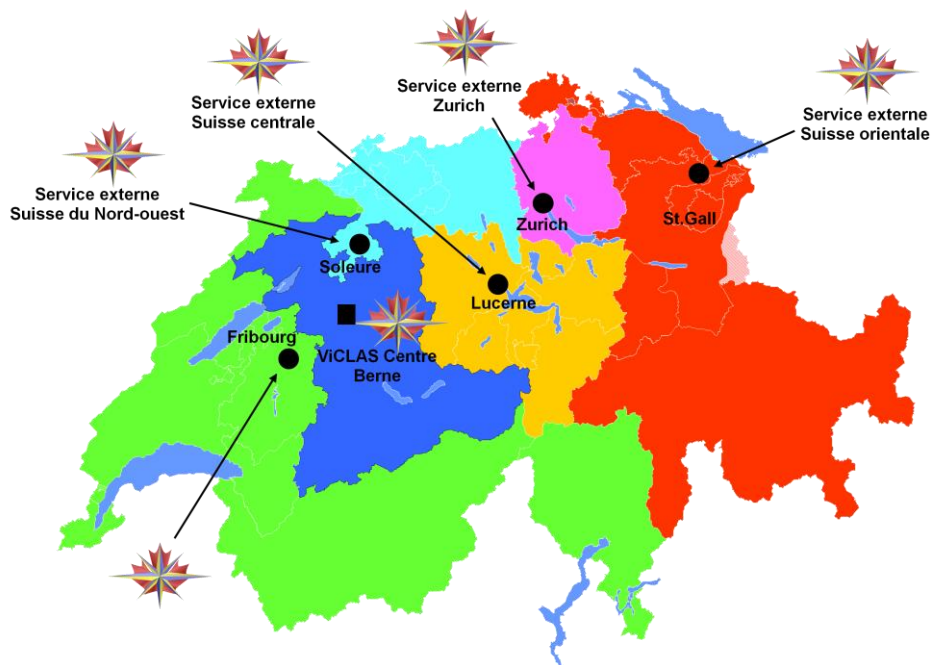 Service externe
Zurich
Service externe
Suisse centrale
Service externe
Suisse orientale
Service externe
Suisse du Nord-ouest
Zurich
St.Gall
Soleure
Lucerne
Fribourg
ViCLAS Centre
Berne